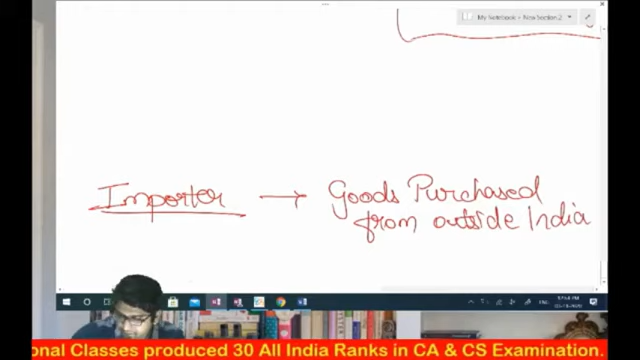 My Notebook • New Section 2
Importer → Goods Purchased
from outside India
onal Classes produced 30 All India Ranks in CA & CS Examination.